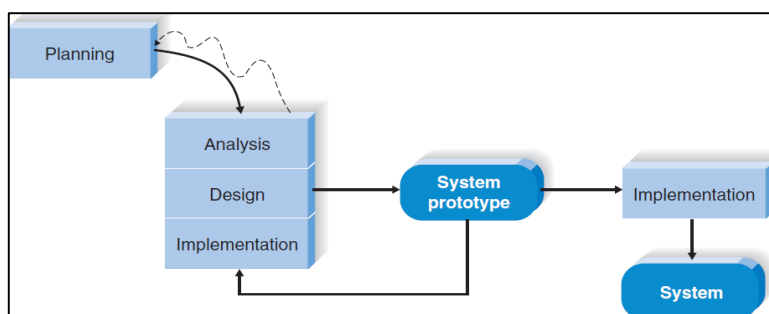 Planning
Analysis
Design
Implementation
System
prototype
Implementation
System